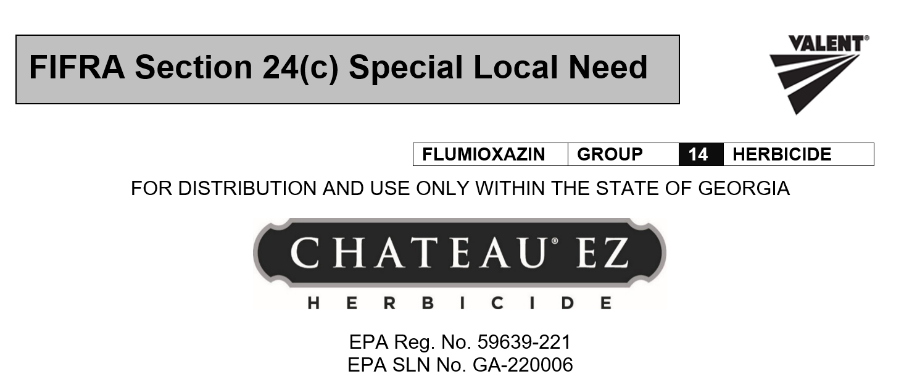 FIFRA Section 24(c) Special Local Need
VALENT®
FLUMIOXAZIN GROUP 14 HERBICIDE
FOR DISTRIBUTION AND USE ONLY WITHIN THE STATE OF GEORGIA
CHATEAU® EZ
HERBICIDE
EPA Reg. No. 59639-221
EPA SLN No. GA-220006